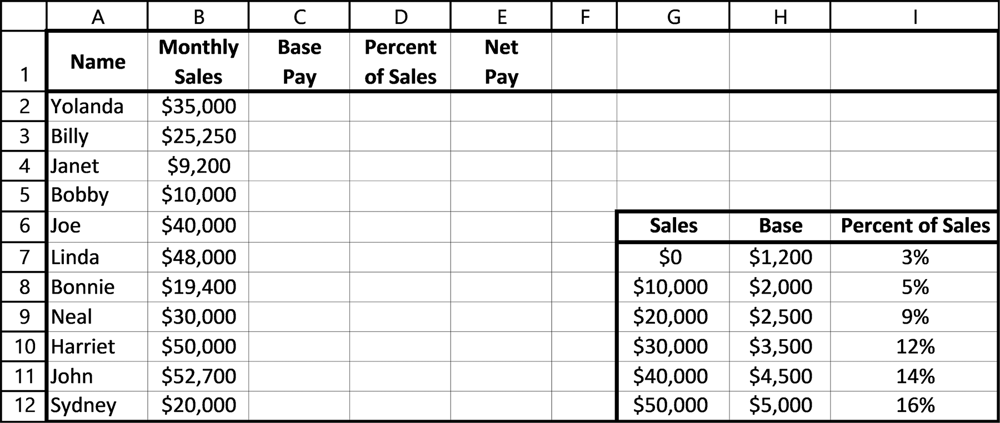 A B C D E F G H I
1 Name Monthly Sales Base Pay Percent of Sales Net Pay
2 Yolanda $35,000
3 Billy $25,250
4 Janet $9,200
5 Bobby $10,000
6 Joe $40,000 Sales Base Percent of Sales
7 Linda $48,000 $0 $1,200 3%
8 Bonnie $19,400 $10,000 $2,000 5%
9 Neal $30,000 $20,000 $2,500 9%
10 Harriet $50,000 $30,000 $3,500 12%
11 John $52,700 $40,000 $4,500 14%
12 Sydney $20,000 $50,000 $5,000 16%